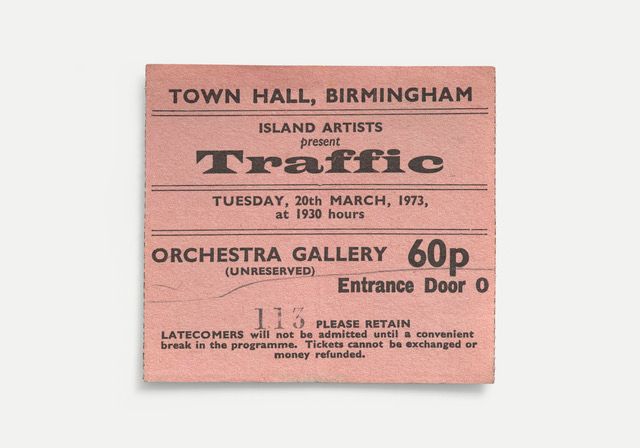 TOWN HALL, BIRMINGHAM
ISLAND ARTISTS
present
Traffic
TUESDAY, 20th MARCH, 1973,
at 1930 hours
ORCHESTRA GALLERY 60p
(UNRESERVED)
Entrance Door O
113 PLEASE RETAIN
LATECOMERS will not be admitted until a convenient
break in the programme. Tickets cannot be exchanged or
money refunded.